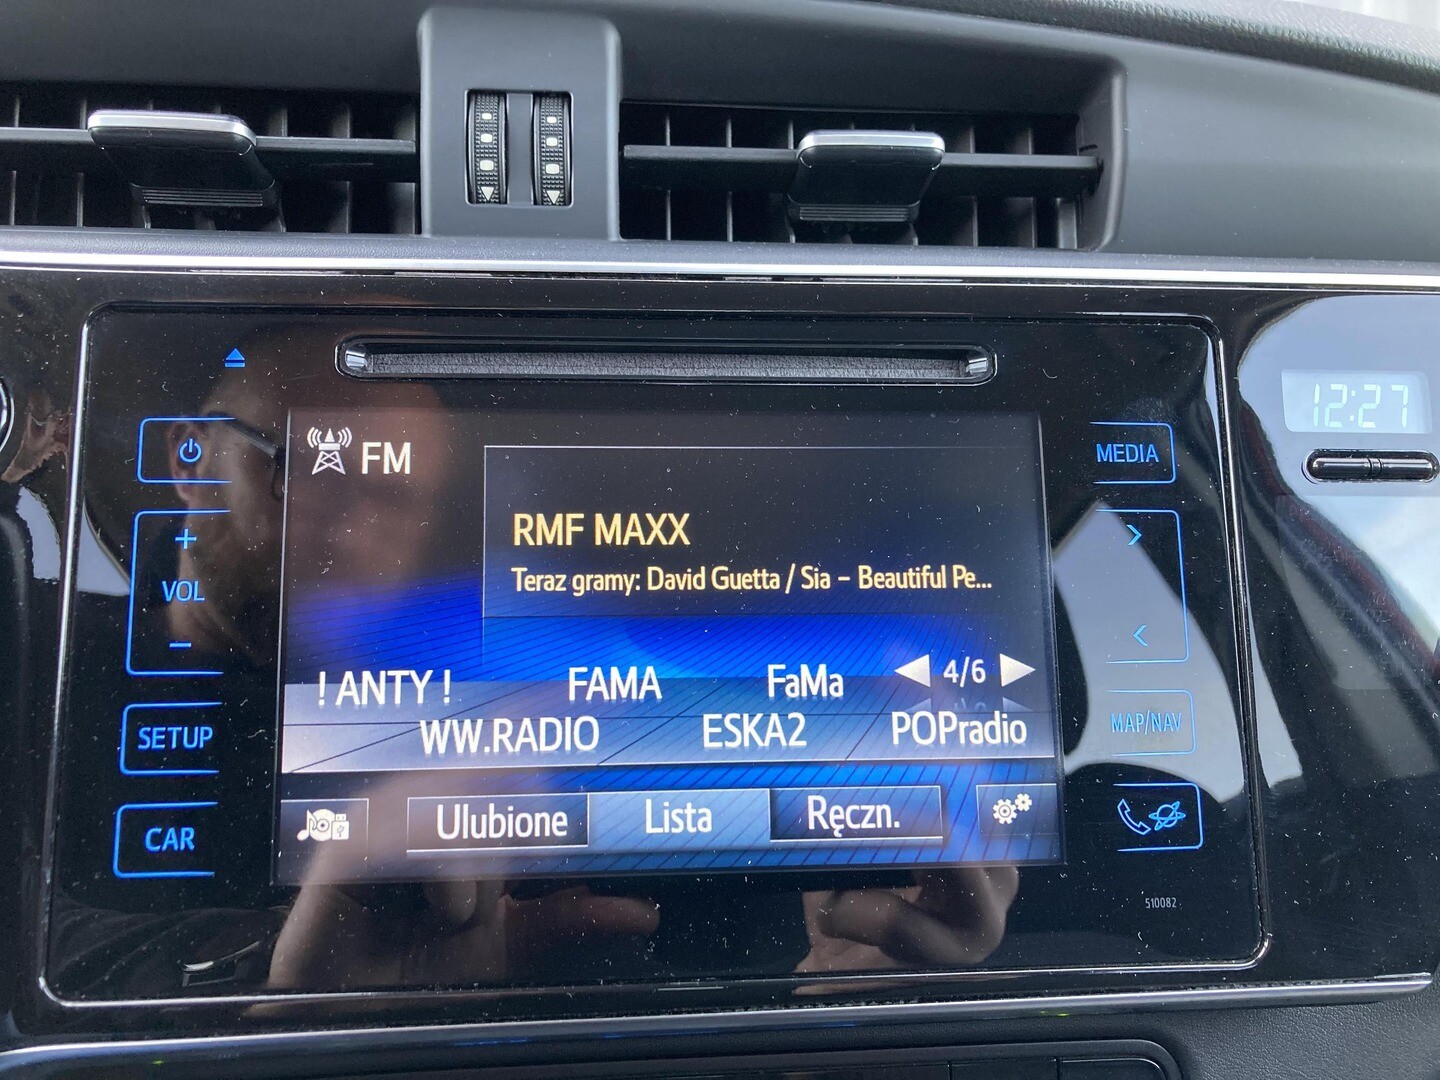 FM
12:27
MEDIA
RMF MAXX
Teraz gramy: David Guetta / Sia – Beautiful Pe...
+
VOL
−
>
<
! ANTY ! FAMA FaMa 4/6
WW.RADIO ESKA2 POPradio
SETUP
MAP/NAV
CAR
Ulubione Lista Ręczn.
510082